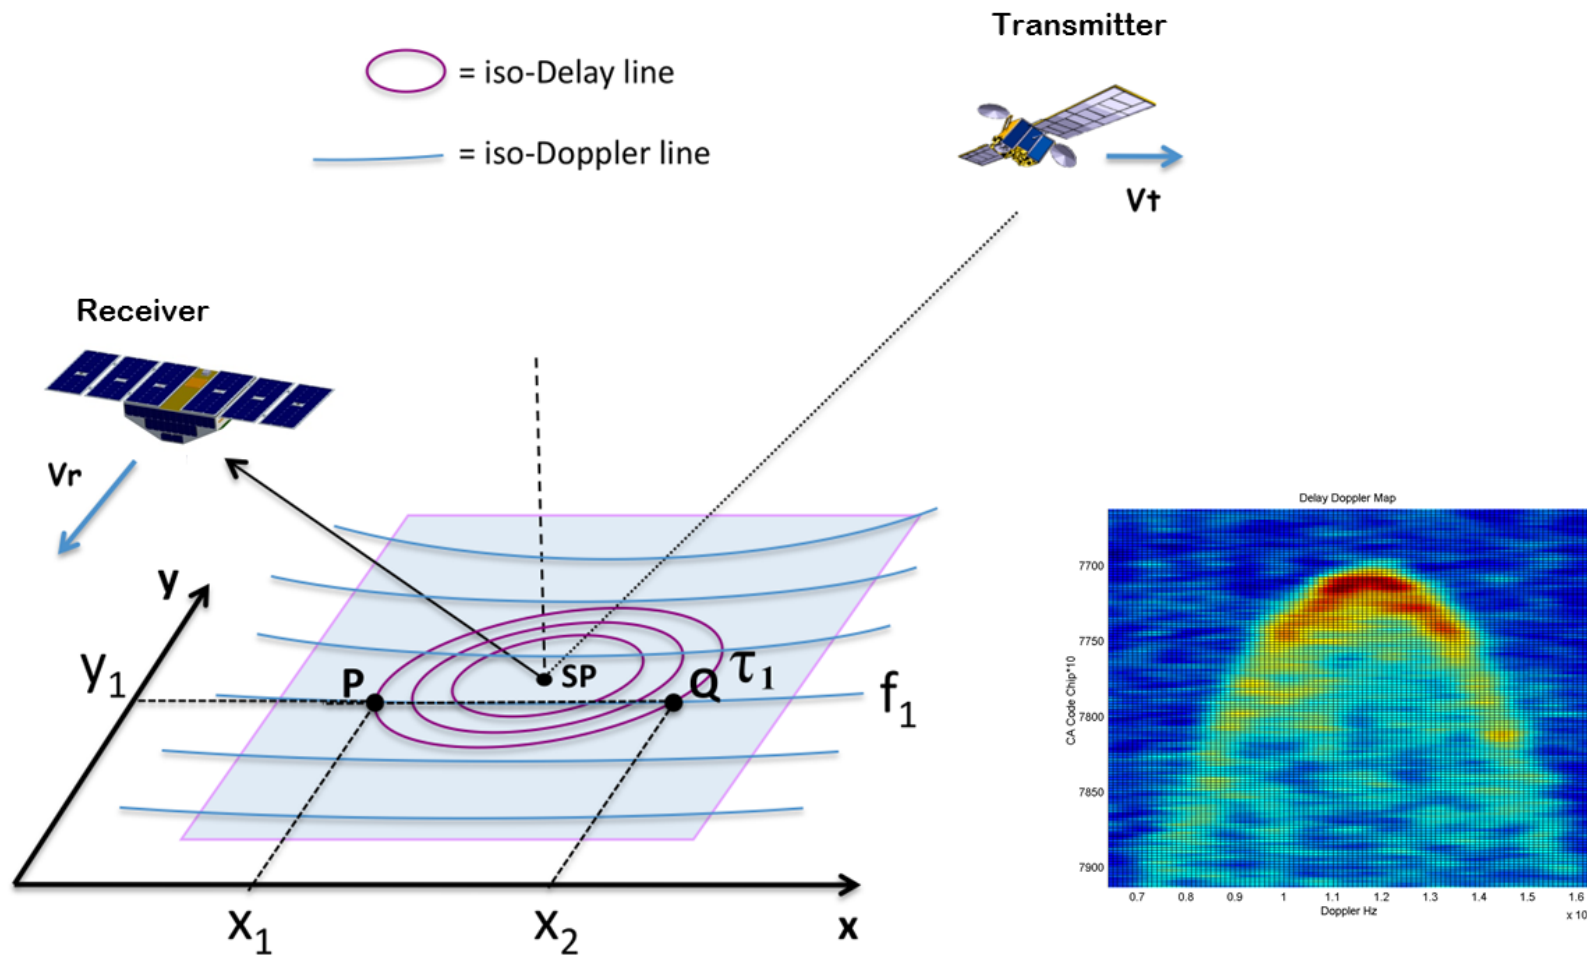 Transmitter
= iso-Delay line
= iso-Doppler line
Vt
Receiver
Vr
y
y1
P
SP
Q
τ1
f1
x1
x2
x
Delay Doppler Map
CA Code Chip*10
7700
7750
7800
7850
7900
0.7 0.8 0.9 1 1.1 1.2 1.3 1.4 1.5 1.6
Doppler Hz
x 10